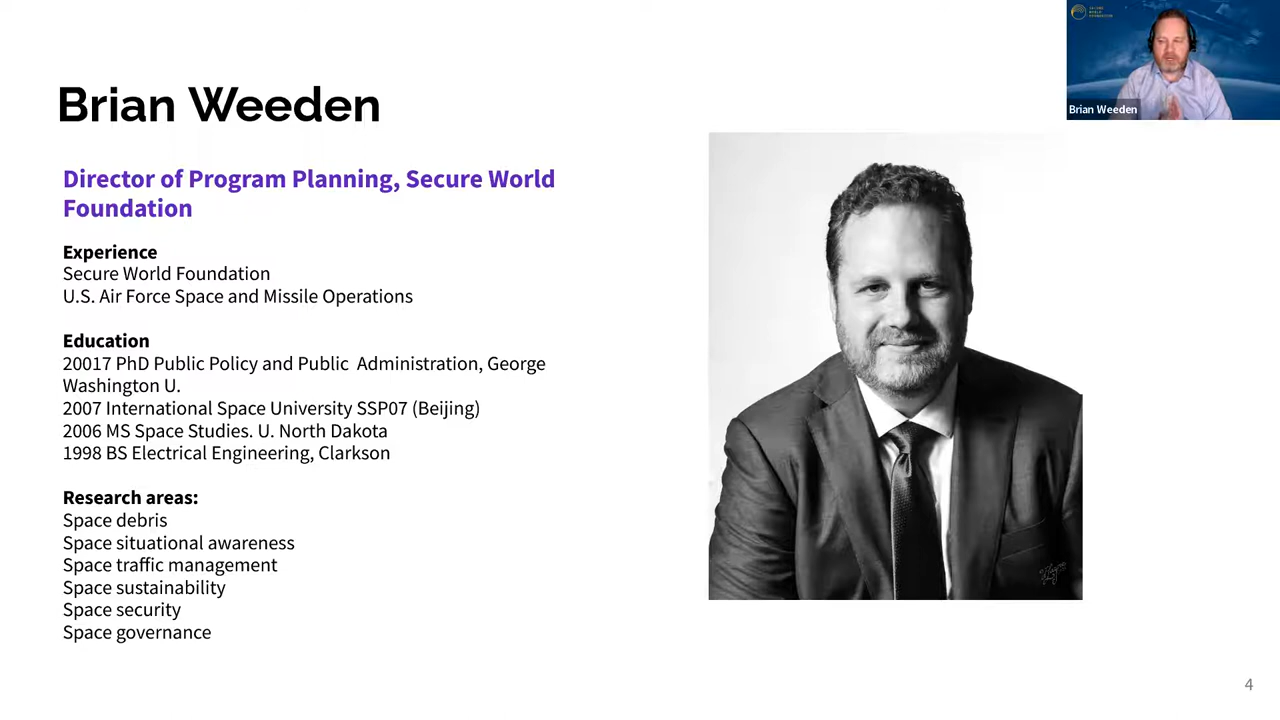 SECURE
WORLD
FOUNDATION
Brian Weeden
Brian Weeden
Director of Program Planning, Secure World
Foundation
Experience
Secure World Foundation
U.S. Air Force Space and Missile Operations
Education
20017 PhD Public Policy and Public  Administration, George
Washington U.
2007 International Space University SSP07 (Beijing)
2006 MS Space Studies. U. North Dakota
1998 BS Electrical Engineering, Clarkson
Research areas:
Space debris
Space situational awareness
Space traffic management
Space sustainability
Space security
Space governance
4